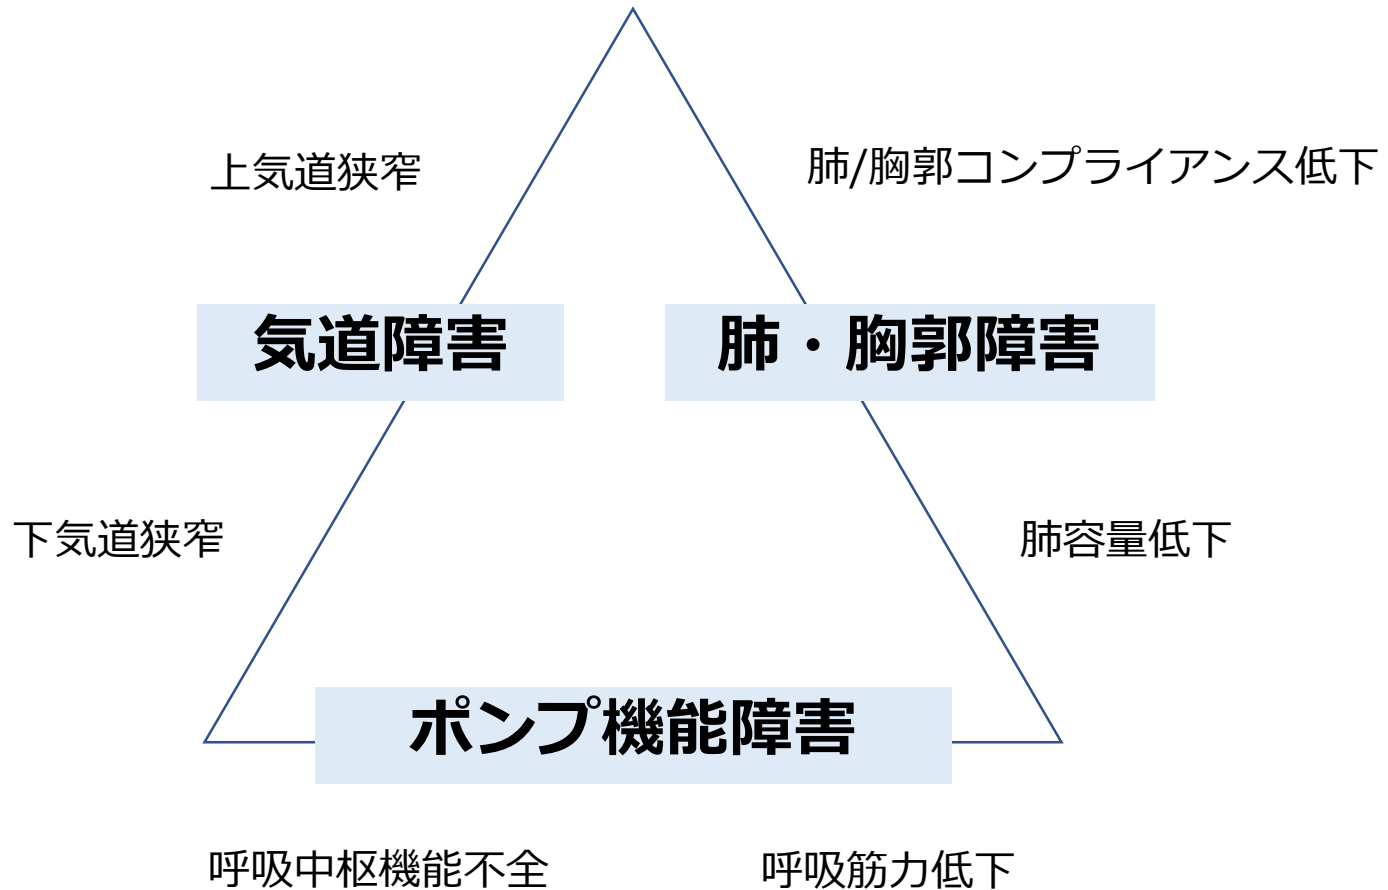 上気道狭窄
肺/胸郭コンプライアンス低下
気道障害
肺・胸郭障害
下気道狭窄
肺容量低下
ポンプ機能障害
呼吸中枢機能不全
呼吸筋力低下